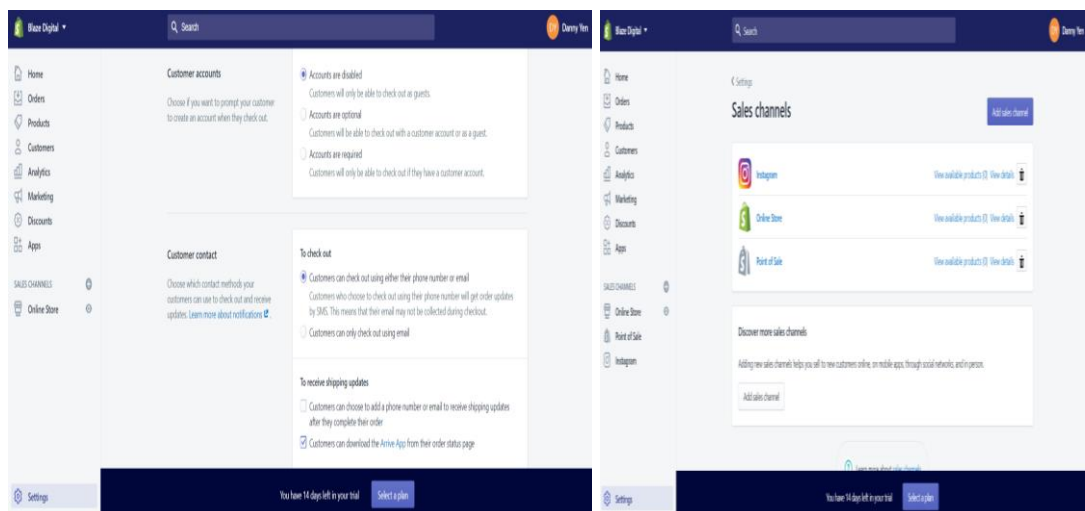 Blaze Digital
Search
DY Danny Yen
Home
Orders
Products
Customers
Analytics
Marketing
Discounts
Apps
SALES CHANNELS
Online Store
Settings
Customer accounts
Choose if you want to prompt your customer
to create an account when they check out.
Accounts are disabled
Customers will only be able to check out as guests.
Accounts are optional
Customers will be able to check out with a customer account or as a guest.
Accounts are required
Customers will only be able to check out if they have a customer account.
Customer contact
Choose which contact methods your
customers can use to check out and receive
updates. Learn more about notifications
To check out
Customers can check out using either their phone number or email
Customers who choose to check out using their phone number will get order updates
by SMS. This means that their email may not be collected during checkout.
Customers can only check out using email
To receive shipping updates
Customers can choose to add a phone number or email to receive shipping updates
after they complete their order
Customers can download the Arrive App from their order status page
You have 14 days left in your trial Select a plan
Blaze Digital
Search
Danny Yen
Home
Orders
Products
Customers
Analytics
Marketing
Discounts
Apps
SALES CHANNELS
Online Store
Point of Sale
Instagram
Settings
Settings
Sales channels
Add sales channel
Instagram View available products (0) View details
Online Store View available products (0) View details
Point of Sale View available products (0) View details
Discover more sales channels
Adding new sales channels helps you sell to new customers online, on mobile apps, through social networks, and in person.
Add sales channel
Learn more about sales channels
You have 14 days left in your trial Select a plan